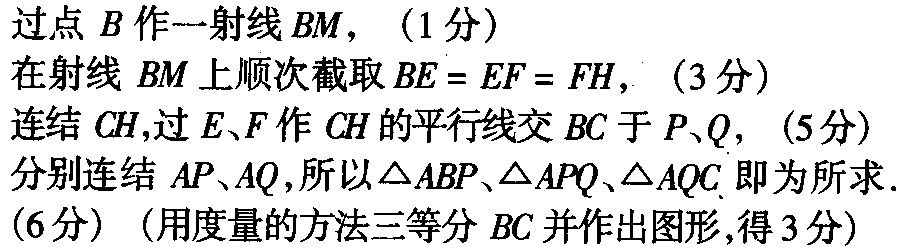 过点 B 作一射线 BM， （1 分）
在射线 BM 上顺次截取 BE = EF = FH， （3 分）
连结 CH,过 E、F 作 CH 的平行线交 BC 于 P、Q， （5 分）
分别连结 AP、AQ,所以△ABP、△APQ、△AQC 即为所求.
（6 分） （用度量的方法三等分 BC 并作出图形,得 3 分）